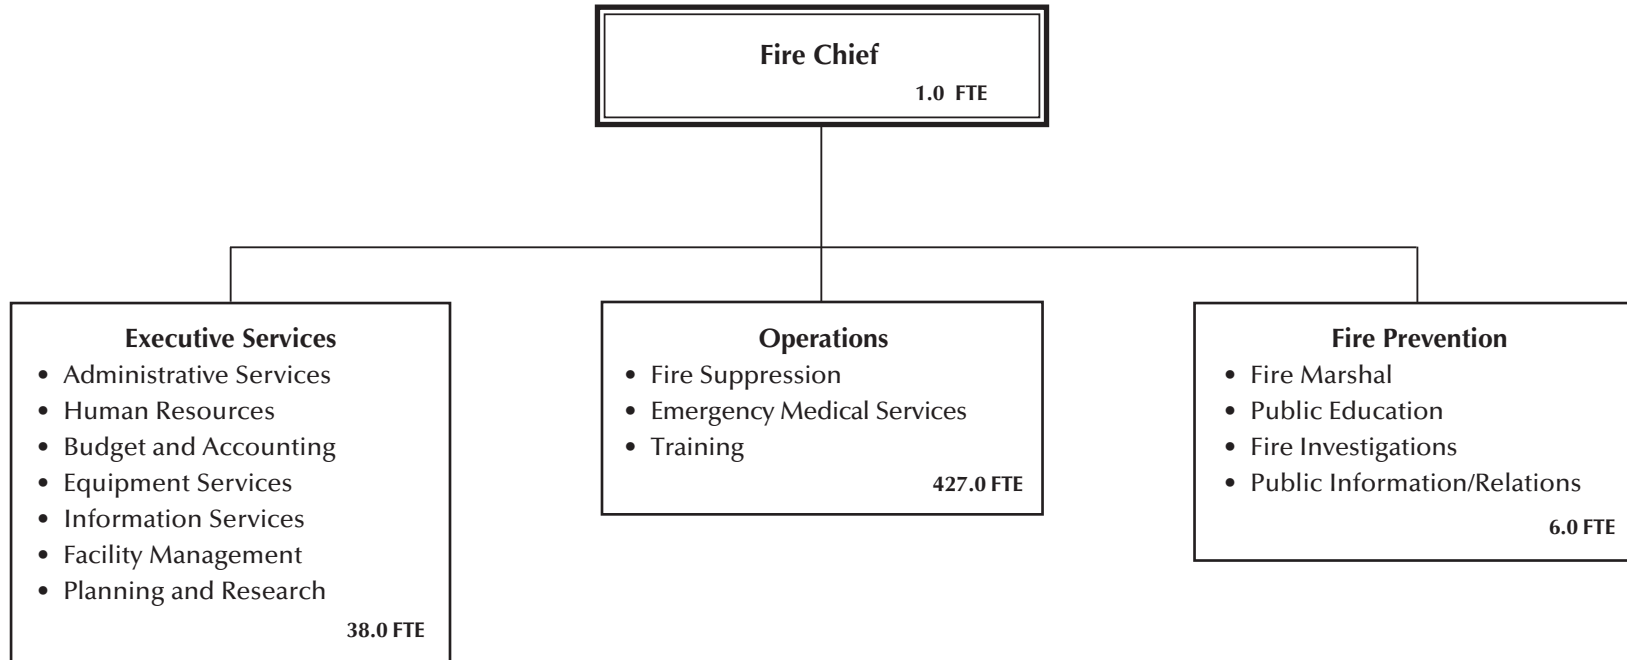 Fire Chief
1.0 FTE
Executive Services
• Administrative Services
• Human Resources
• Budget and Accounting
• Equipment Services
• Information Services
• Facility Management
• Planning and Research
38.0 FTE
Operations
• Fire Suppression
• Emergency Medical Services
• Training
427.0 FTE
Fire Prevention
• Fire Marshal
• Public Education
• Fire Investigations
• Public Information/Relations
6.0 FTE